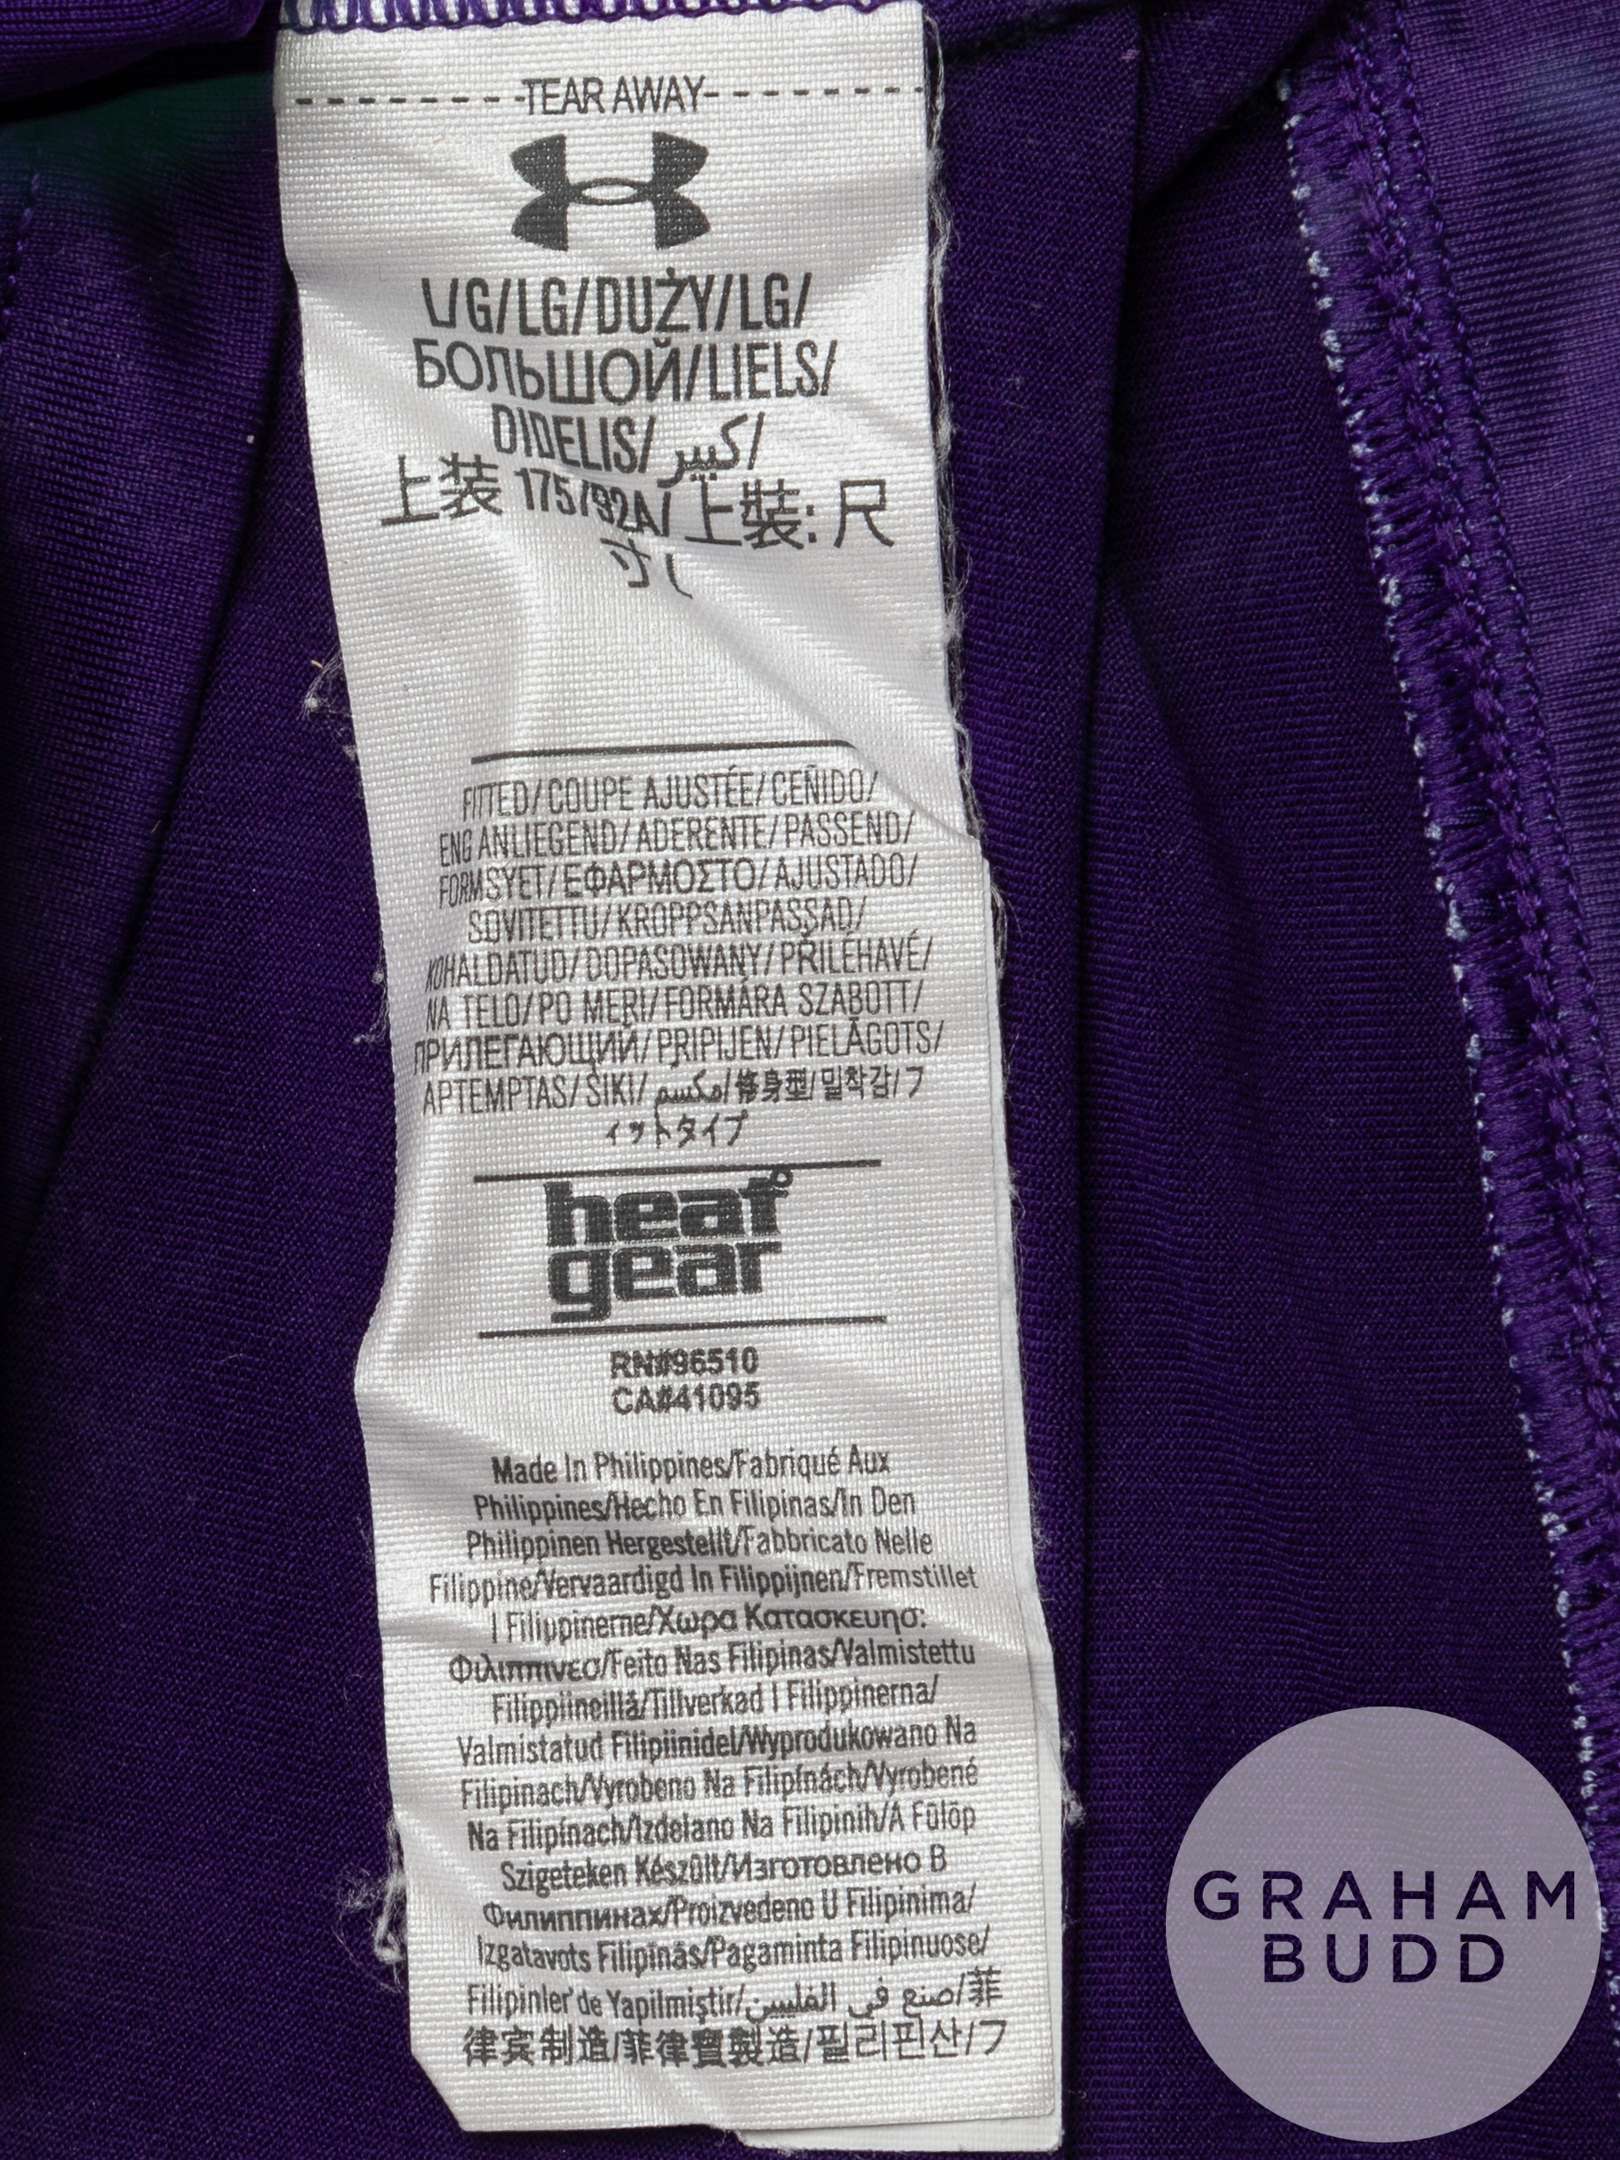 TEAR AWAY
L/G/LG/DUŻY/LG/
БОЛЬШОЙ/LIELS/
DIDELIS/كبير/
上装 175/92A/上裝: 尺
寸 L
FITTED/COUPE AJUSTÉE/CEÑIDO/
ENG ANLIEGEND/ADERENTE/PASSEND/
FORMSYET/ΕΦΑΡΜΟΣΤΟ/AJUSTADO/
SOVITETTU/KROPPSANPASSAD/
KOHALDATUD/DOPASOWANY/PŘILÉHAVÉ/
NA TELO/PO MERI/FORMÁRA SZABOTT/
ПРИЛЕГАЮЩИЙ/PRIPIJEN/PIELĀGOTS/
APTEMPTAS/SIKI/مكسم/修身型/밀착감/フ
ィットタイプ
heat
gear
RN#96510
CA#41095
Made In Philippines/Fabriqué Aux
Philippines/Hecho En Filipinas/In Den
Philippinen Hergestellt/Fabbricato Nelle
Filippine/Vervaardigd In Filippijnen/Fremstillet
I Filippinerne/Χωρα Κατασκευησ:
Φιλιππινεσ/Feito Nas Filipinas/Valmistettu
Filippiineillä/Tillverkad I Filippinerna/
Valmistatud Filipiinidel/Wyprodukowano Na
Filipinach/Vyrobeno Na Filipínách/Vyrobené
Na Filipínach/Izdelano Na Filipinih/A Fülöp
Szigeteken Készült/Изготовлено В
Филиппинах/Proizvedeno U Filipinima/
Izgatavots Filipīnās/Pagaminta Filipinuose/
Filipinler'de Yapilmiştir/صنع في الفلبين/菲
律宾制造/菲律賓製造/필리핀산/フ
GRAHAM
BUDD